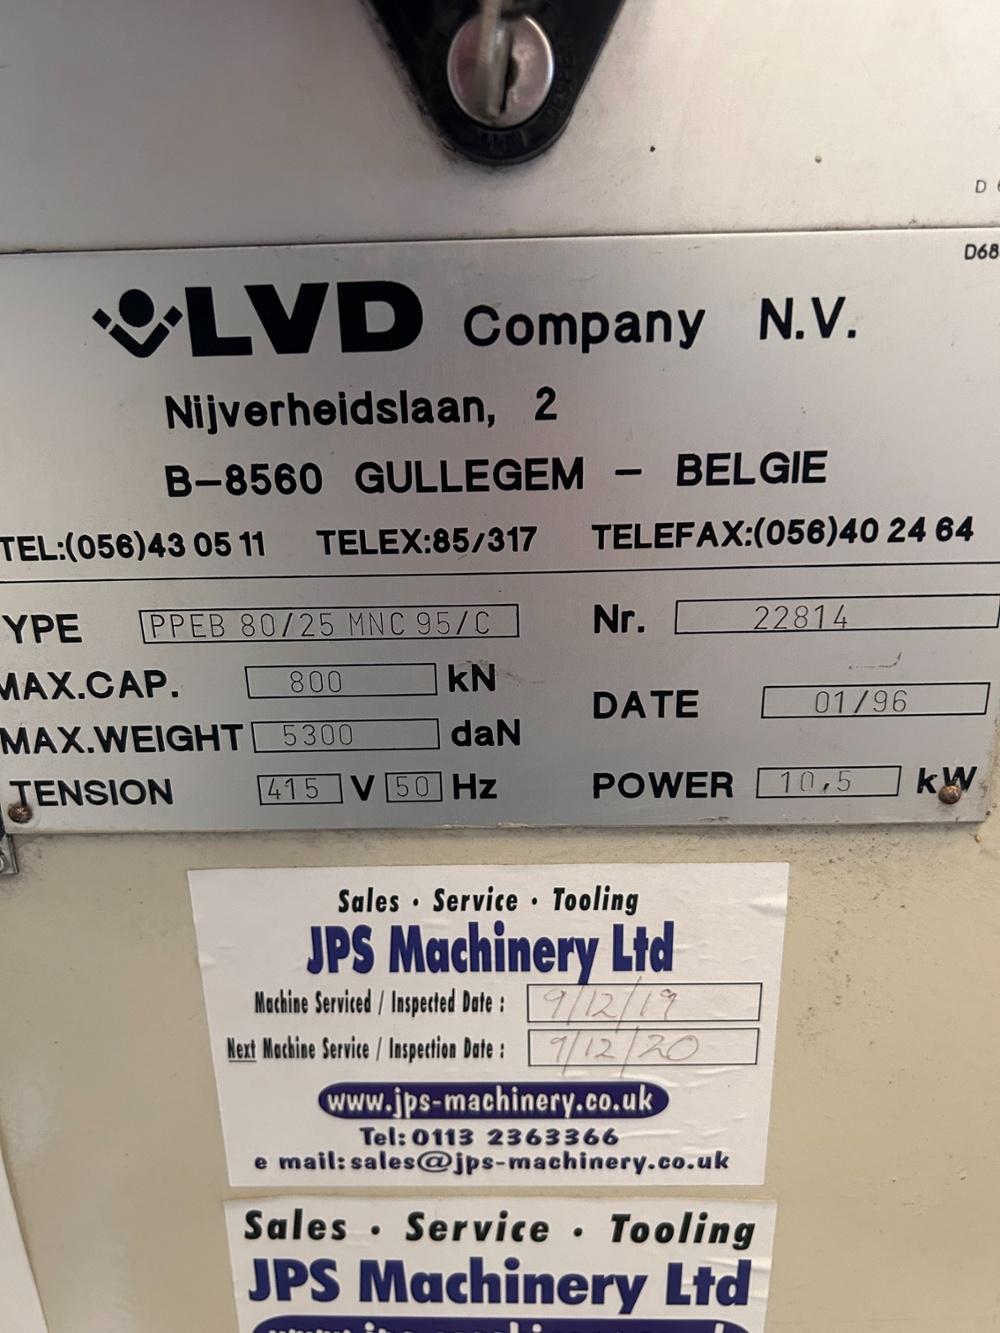 D68
LVD Company N.V.
Nijverheidslaan, 2
B-8560 GULLEGEM - BELGIE
TEL:(056)43 05 11 TELEX:85/317 TELEFAX:(056)40 24 64
YPE PPEB 80/25 MNC 95/C Nr. 22814
MAX.CAP. 800 kN
DATE 01/96
MAX.WEIGHT 5300 daN
TENSION 415 V 50 Hz POWER 10,5 kW
Sales · Service · Tooling
JPS Machinery Ltd
Machine Serviced / Inspected Date : 9/12/19
Next Machine Service / Inspection Date : 9/12/20
www.jps-machinery.co.uk
Tel: 0113 2363366
e mail: sales@jps-machinery.co.uk
Sales · Service · Tooling
JPS Machinery Ltd